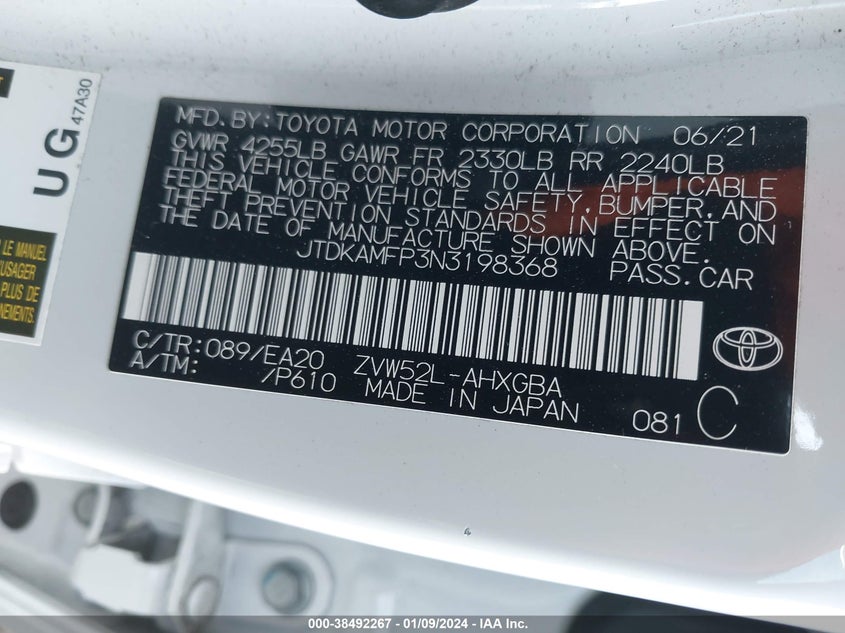 MFD.BY:TOYOTA MOTOR CORPORATION 06/21
GVWR 4255LB GAWR FR 2330LB RR 2240LB
THIS VEHICLE CONFORMS TO ALL APPLICABLE
FEDERAL MOTOR VEHICLE SAFETY, BUMPER, AND
THEFT PREVENTION STANDARDS IN EFFECT ON
THE DATE OF MANUFACTURE SHOWN ABOVE.
JTDKAMFP3N3198368 PASS.CAR
C/TR:089/EA20 ZVW52L-AHXGBA
A/TM: /P610 MADE IN JAPAN
081 C
UG
47A30
LE MANUEL
USAGER
PLUS DE
NEMENTS.
000-38492267 - 01/09/2024 - IAA Inc.